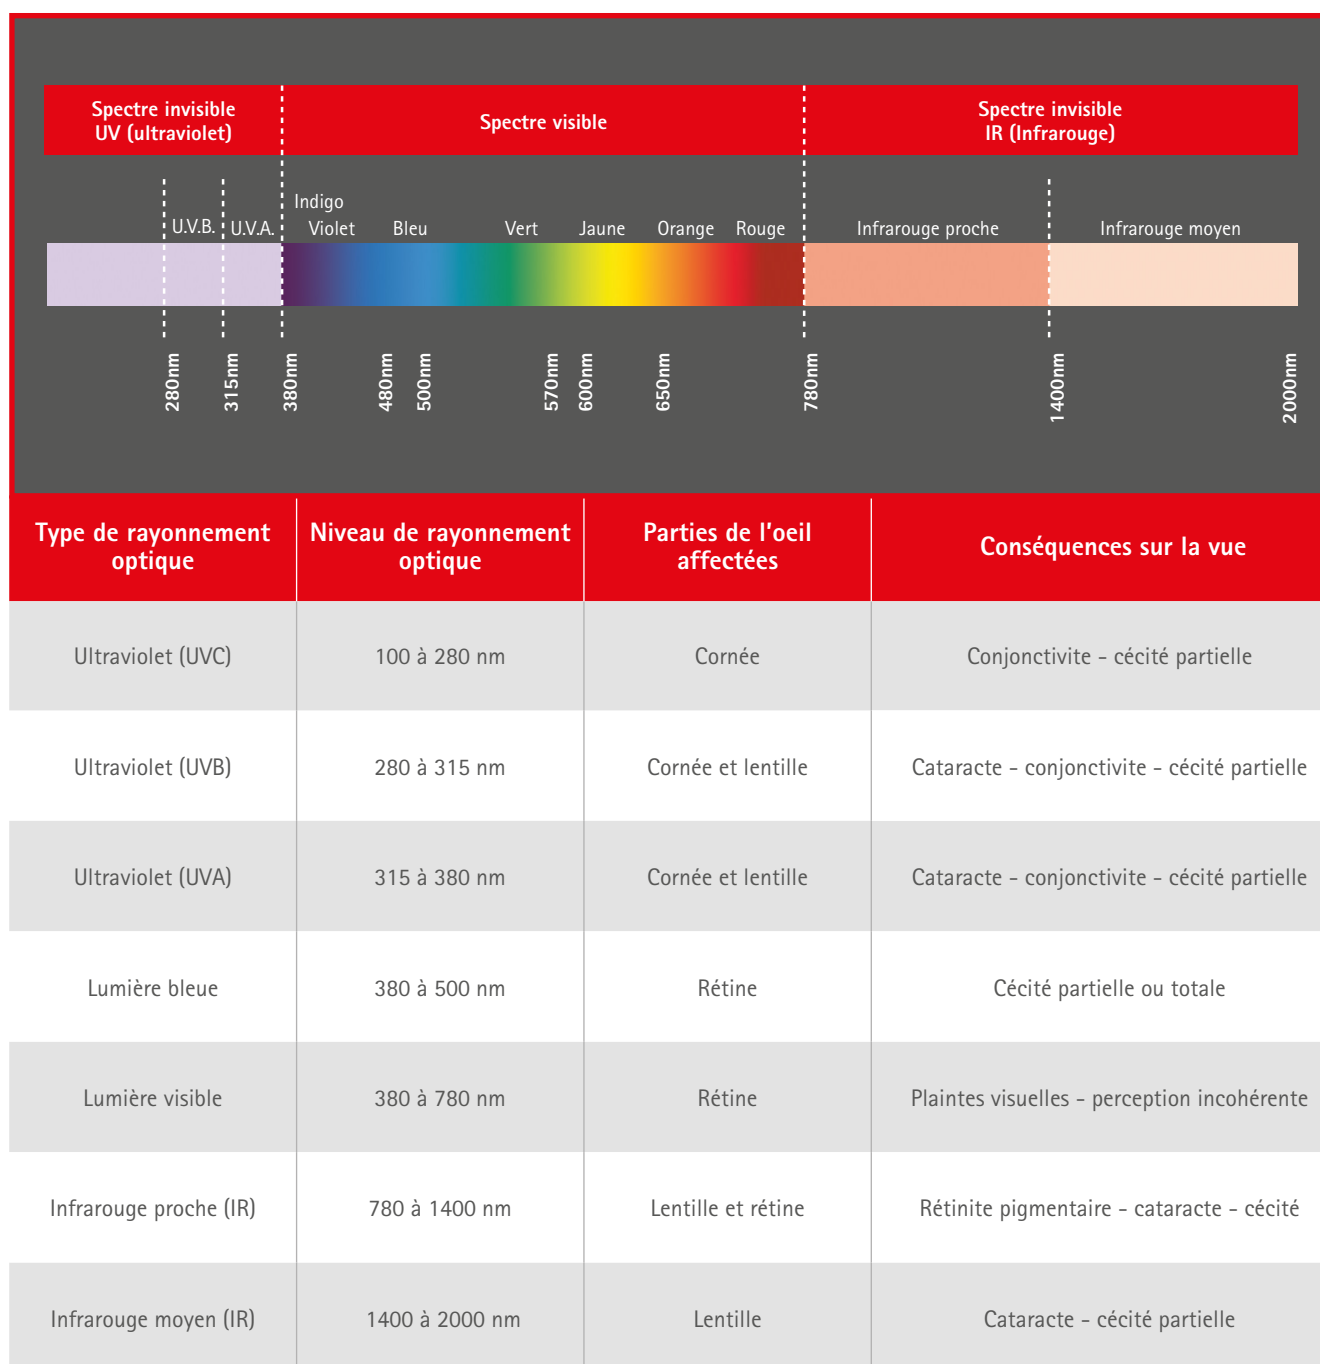 Spectre invisible
UV (ultraviolet)
Spectre visible
Spectre invisible
IR (Infrarouge)
U.V.B.
U.V.A.
Indigo
Violet
Bleu
Vert
Jaune
Orange
Rouge
Infrarouge proche
Infrarouge moyen
280nm
315nm
380nm
480nm
500nm
570nm
600nm
650nm
780nm
1400nm
2000nm
Type de rayonnement
optique
Niveau de rayonnement
optique
Parties de l'oeil
affectées
Conséquences sur la vue
Ultraviolet (UVC) 100 à 280 nm Cornée Conjonctivite - cécité partielle
Ultraviolet (UVB) 280 à 315 nm Cornée et lentille Cataracte - conjonctivite - cécité partielle
Ultraviolet (UVA) 315 à 380 nm Cornée et lentille Cataracte - conjonctivite - cécité partielle
Lumière bleue 380 à 500 nm Rétine Cécité partielle ou totale
Lumière visible 380 à 780 nm Rétine Plaintes visuelles - perception incohérente
Infrarouge proche (IR) 780 à 1400 nm Lentille et rétine Rétinite pigmentaire - cataracte - cécité
Infrarouge moyen (IR) 1400 à 2000 nm Lentille Cataracte - cécité partielle